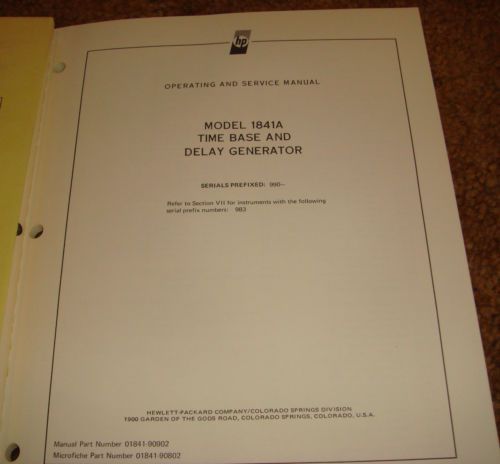 hp
OPERATING AND SERVICE MANUAL
MODEL 1841A
TIME BASE AND
DELAY GENERATOR
SERIALS PREFIXED: 990-
Refer to Section VII for instruments with the following
serial prefix numbers: 983
HEWLETT-PACKARD COMPANY/COLORADO SPRINGS DIVISION
1900 GARDEN OF THE GODS ROAD, COLORADO SPRINGS, COLORADO, U.S.A.
Manual Part Number 01841-90902
Microfiche Part Number 01841-90802